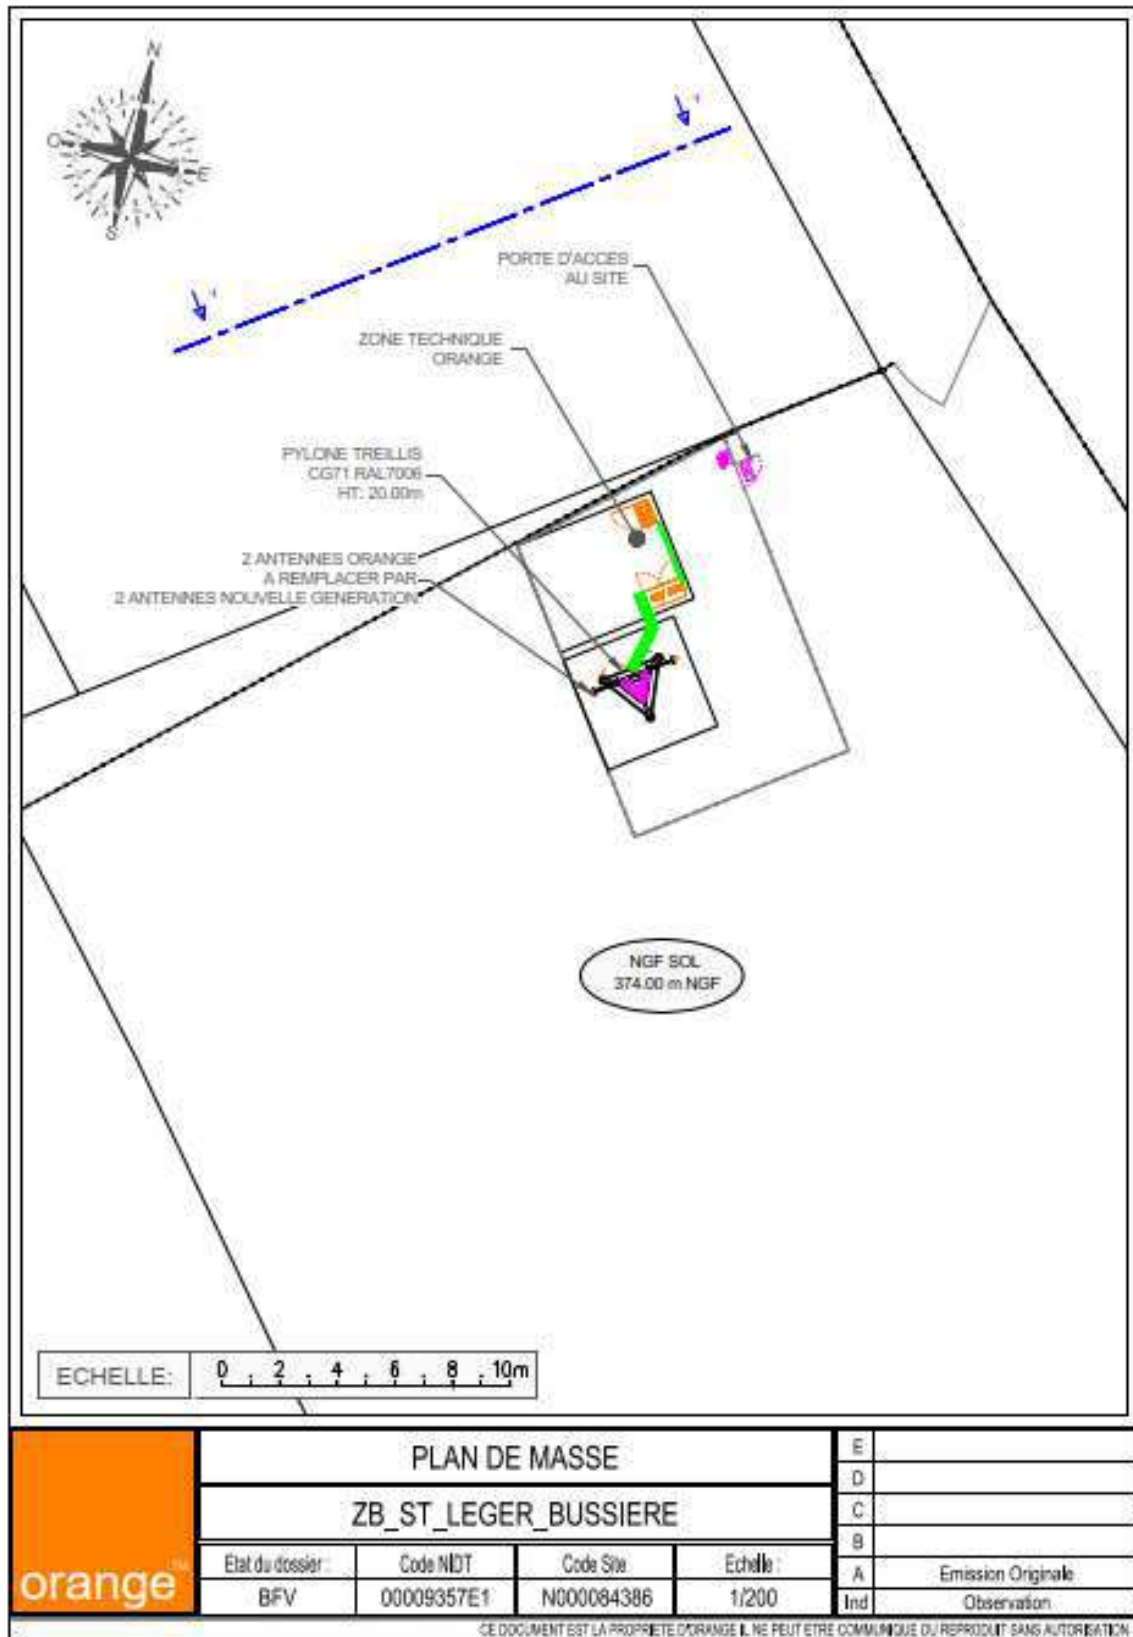 N
O
E
S
PORTE D'ACCES
AU SITE
ZONE TECHNIQUE
ORANGE
PYLONE TREILLIS
CG71 RAL7006
HT: 20.00m
2 ANTENNES ORANGE
A REMPLACER PAR
2 ANTENNES NOUVELLE GENERATION
NGF SOL
374.00 m NGF
ECHELLE:
0 2 4 6 8 10m
orange
PLAN DE MASSE
ZB_ST_LEGER_BUSSIERE
Etat du dossier : Code NIDT Code Site Echelle :
BFV 00009357E1 N000084386 1/200
E
D
C
B
A Emission Originale
Ind Observation
CE DOCUMENT EST LA PROPRIETE D'ORANGE IL NE PEUT ETRE COMMUNIQUE OU REPRODUIT SANS AUTORISATION